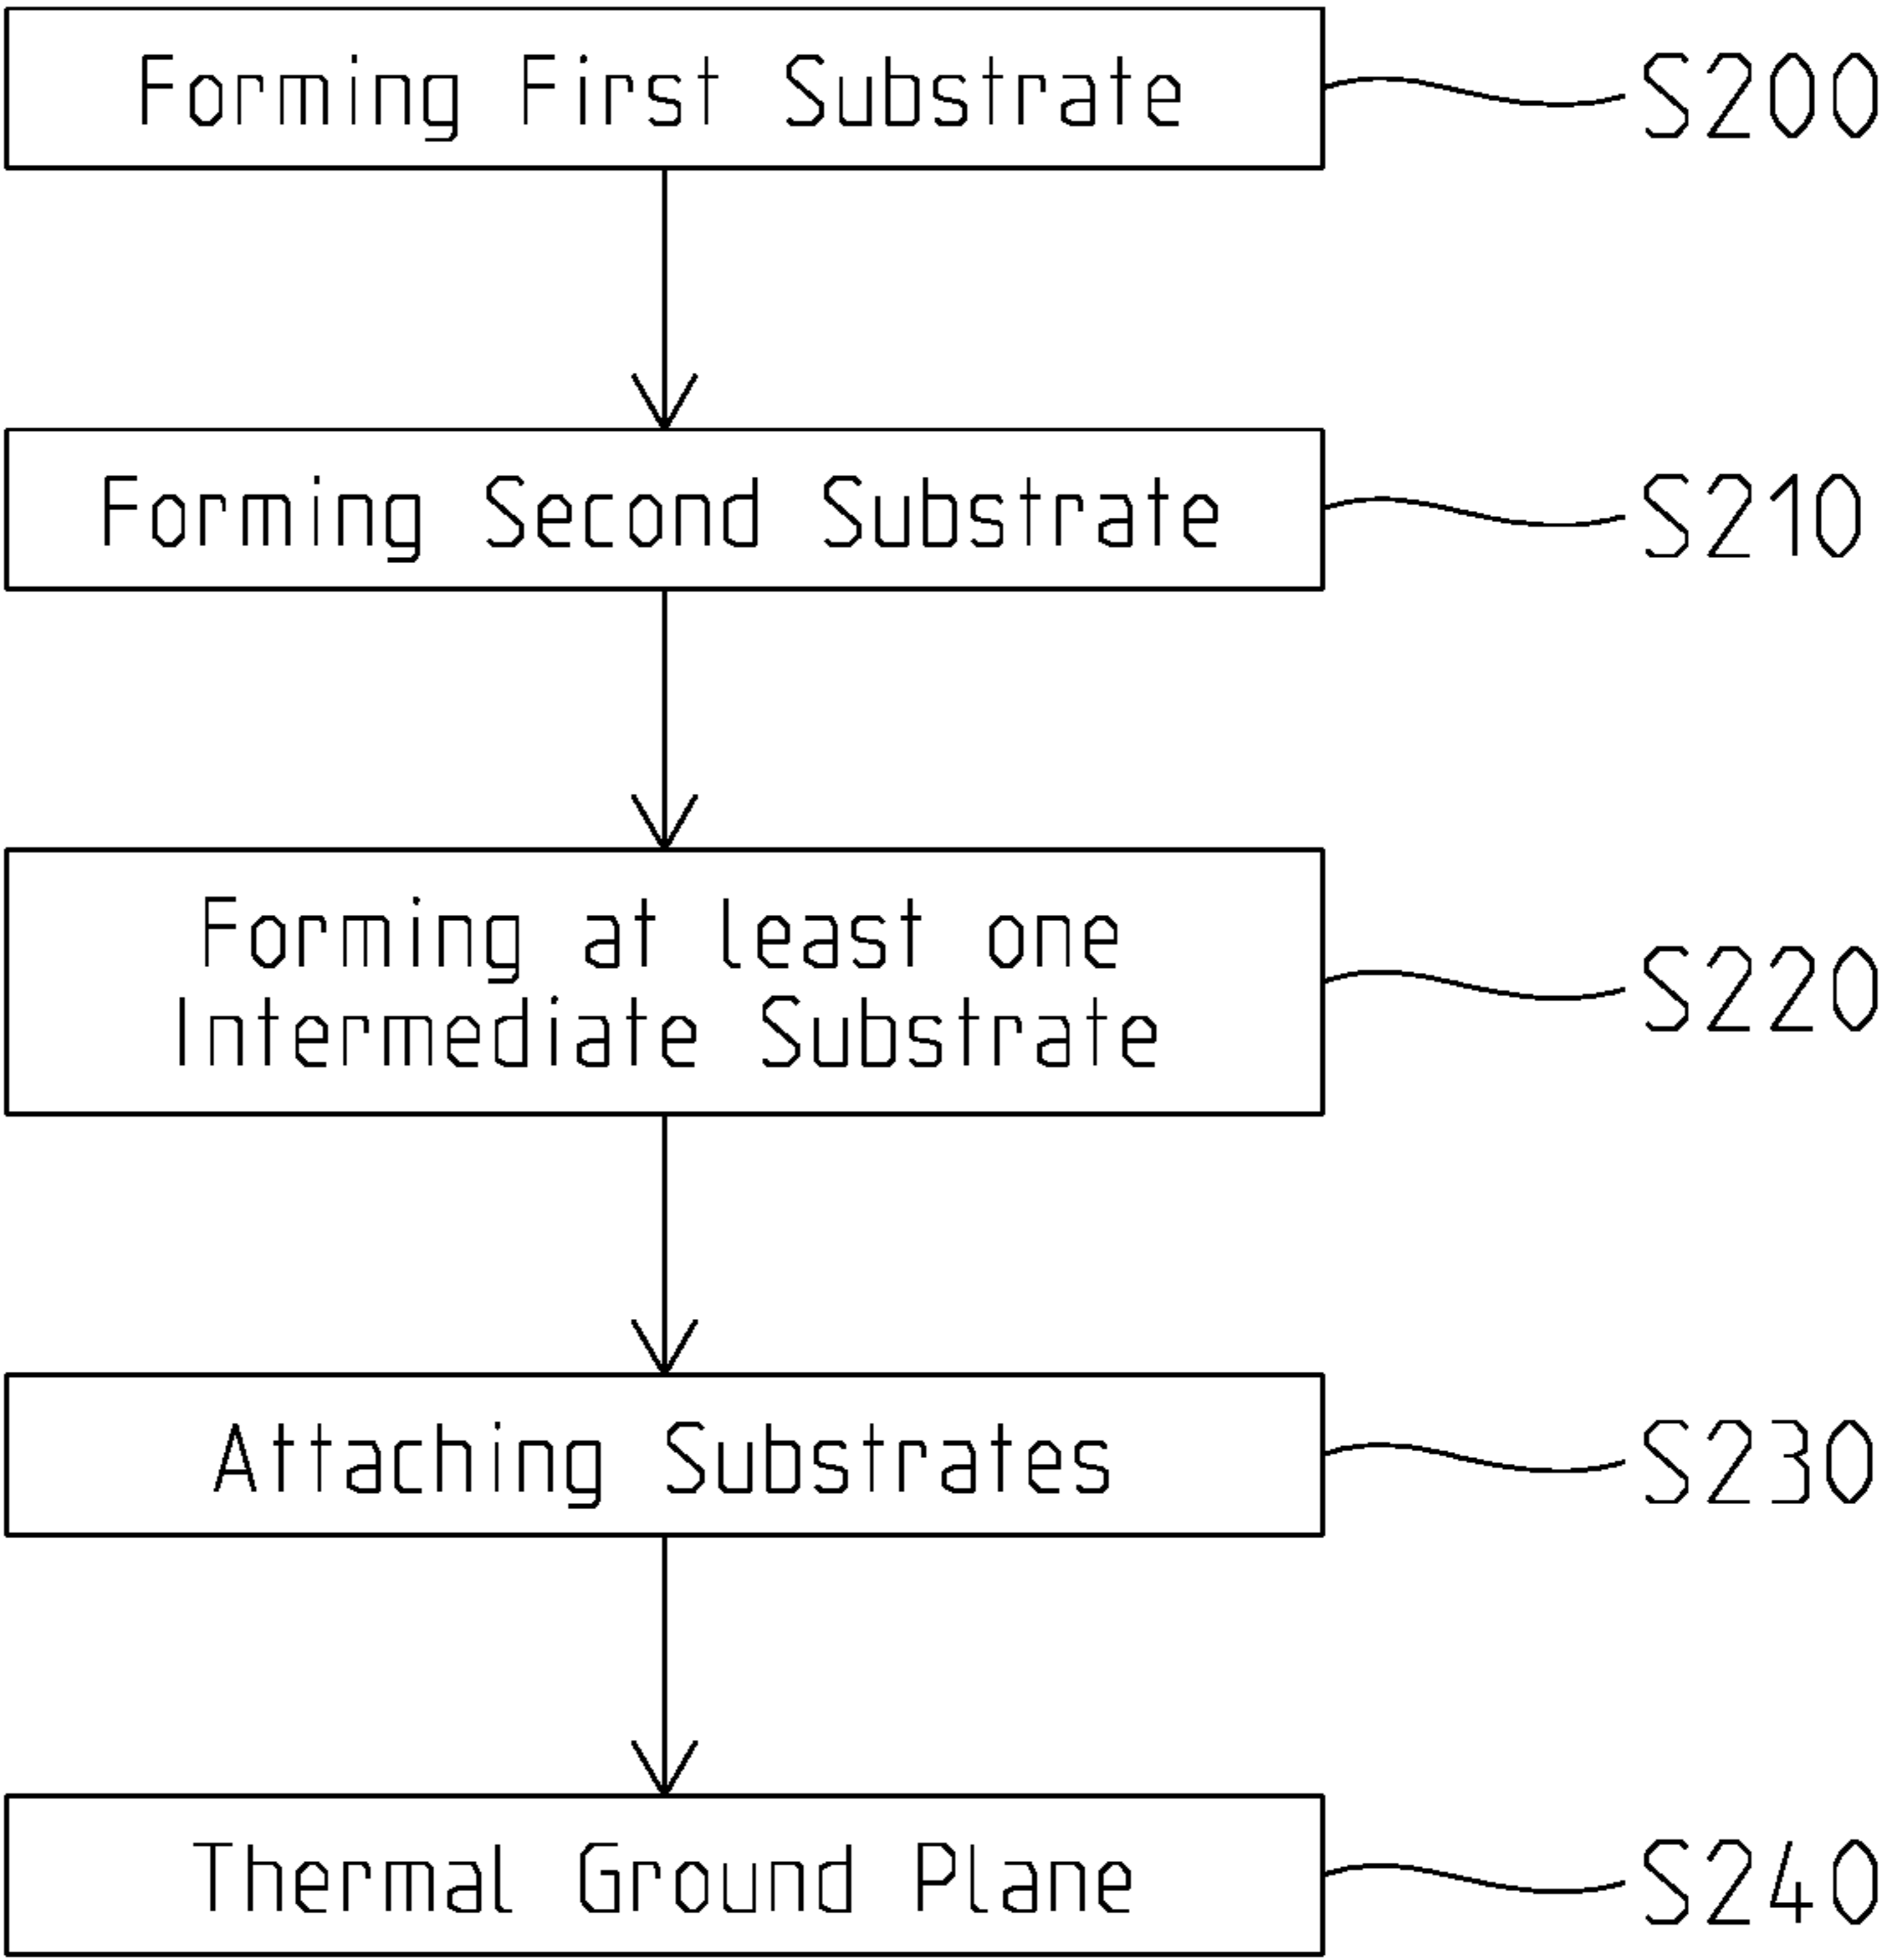 Forming First Substrate S200
Forming Second Substrate S210
Forming at least one
Intermediate Substrate S220
Attaching Substrates S230
Thermal Ground Plane S240